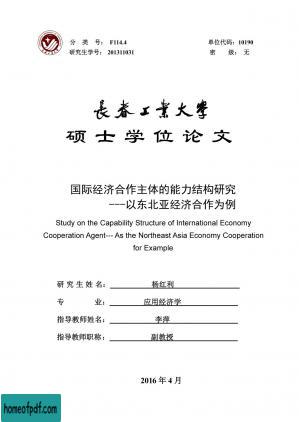 分 类 号： F114.4 单位代码：10190
研究生学号：201311031 密 级：无
长春工业大学
硕士学位论文
国际经济合作主体的能力结构研究
---以东北亚经济合作为例
Study on the Capability Structure of International Economy
Cooperation Agent--- As the Northeast Asia Economy Cooperation
for Example
研 究 生 姓 名： 杨红利
专 业： 应用经济学
指导教师姓名： 李萍
指导教师职称： 副教授
2016 年 4 月
homeofpdf.com